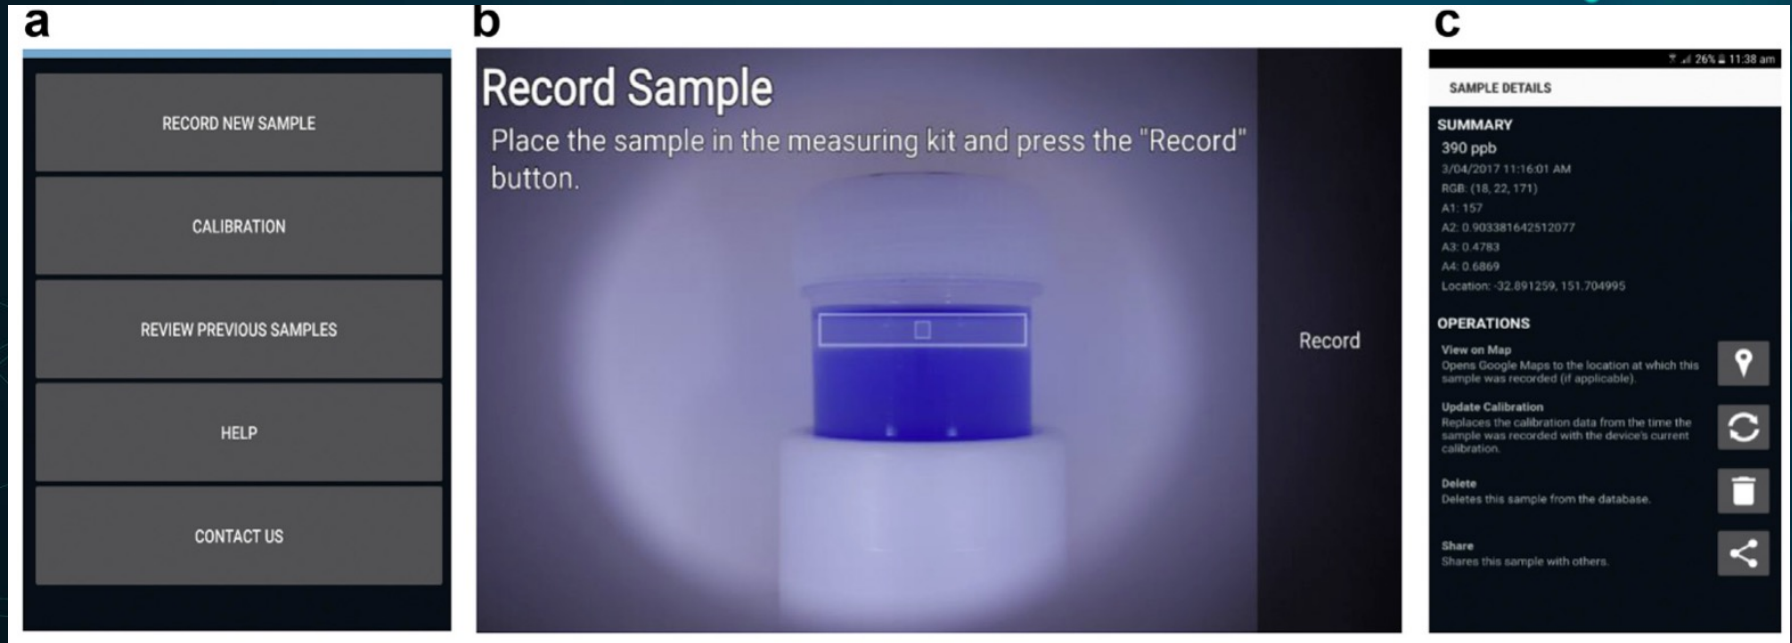 a
RECORD NEW SAMPLE
CALIBRATION
REVIEW PREVIOUS SAMPLES
HELP
CONTACT US
b
Record Sample
Place the sample in the measuring kit and press the "Record"
button.
Record
c
26% 11:38 am
SAMPLE DETAILS
SUMMARY
390 ppb
3/04/2017 11:16:01 AM
RGB: (18, 22, 171)
A1: 157
A2: 0.903381642512077
A3: 0.4783
A4: 0.6869
Location: -32.891259, 151.704995
OPERATIONS
View on Map
Opens Google Maps to the location at which this
sample was recorded (if applicable).
Update Calibration
Replaces the calibration data from the time the
sample was recorded with the device's current
calibration.
Delete
Deletes this sample from the database.
Share
Shares this sample with others.